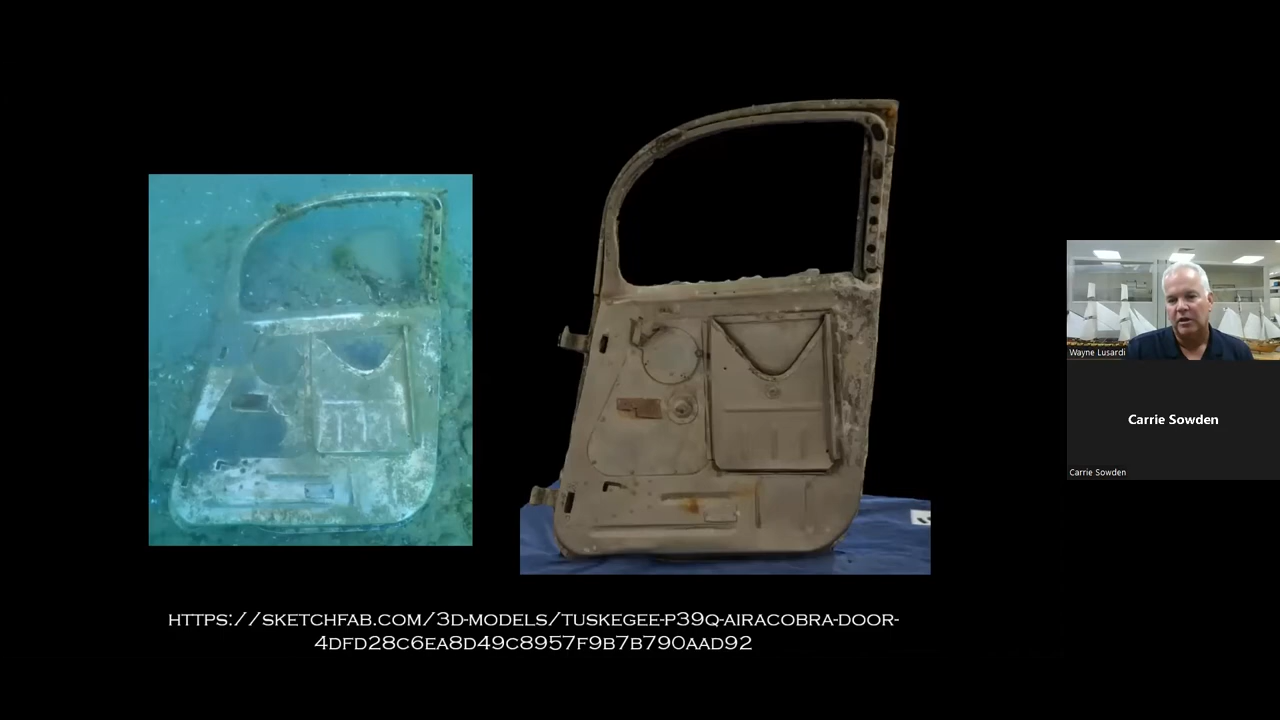 HTTPS://SKETCHFAB.COM/3D-MODELS/TUSKEGEE-P39Q-AIRACOBRA-DOOR-
4DFD28C6EA8D49C8957F9B7B790AAD92
Wayne Lusardi
Carrie Sowden
Carrie Sowden